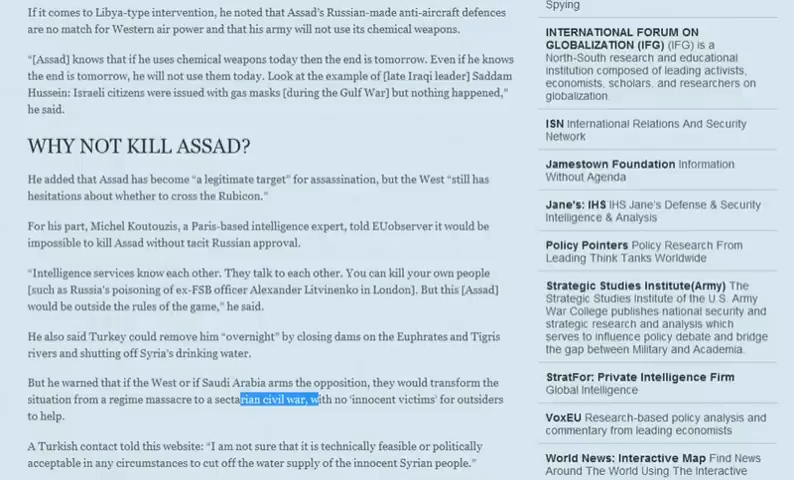 If it comes to Libya-type intervention, he noted that Assad's Russian-made anti-aircraft defences
are no match for Western air power and that his army will not use its chemical weapons.
“[Assad] knows that if he uses chemical weapons today then the end is tomorrow. Even if he knows
the end is tomorrow, he will not use them today. Look at the example of [late Iraqi leader] Saddam
Hussein: Israeli citizens were issued with gas masks [during the Gulf War] but nothing happened,”
he said.
WHY NOT KILL ASSAD?
He added that Assad has become “a legitimate target” for assassination, but the West “still has
hesitations about whether to cross the Rubicon.”
For his part, Michel Koutouzis, a Paris-based intelligence expert, told EUobserver it would be
impossible to kill Assad without tacit Russian approval.
“Intelligence services know each other. They talk to each other. You can kill your own people
[such as Russia's poisoning of ex-FSB officer Alexander Litvinenko in London]. But this [Assad]
would be outside the rules of the game,” he said.
He also said Turkey could remove him “overnight” by closing dams on the Euphrates and Tigris
rivers and shutting off Syria's drinking water.
But he warned that if the West or if Saudi Arabia arms the opposition, they would transform the
situation from a regime massacre to a sectarian civil war, with no 'innocent victims' for outsiders
to help.
A Turkish contact told this website: “I am not sure that it is technically feasible or politically
acceptable in any circumstances to cut off the water supply of the innocent Syrian people.”
Spying
INTERNATIONAL FORUM ON
GLOBALIZATION (IFG) (IFG) is a
North-South research and educational
institution composed of leading activists,
economists, scholars, and researchers on
globalization.
ISN International Relations And Security
Network
Jamestown Foundation Information
Without Agenda
Jane's: IHS IHS Jane's Defense & Security
Intelligence & Analysis
Policy Pointers Policy Research From
Leading Think Tanks Worldwide
Strategic Studies Institute(Army) The
Strategic Studies Institute of the U.S. Army
War College publishes national security and
strategic research and analysis which
serves to influence policy debate and bridge
the gap between Military and Academia.
StratFor: Private Intelligence Firm
Global Intelligence
VoxEU Research-based policy analysis and
commentary from leading economists
World News: Interactive Map Find News
Around The World Using The Interactive